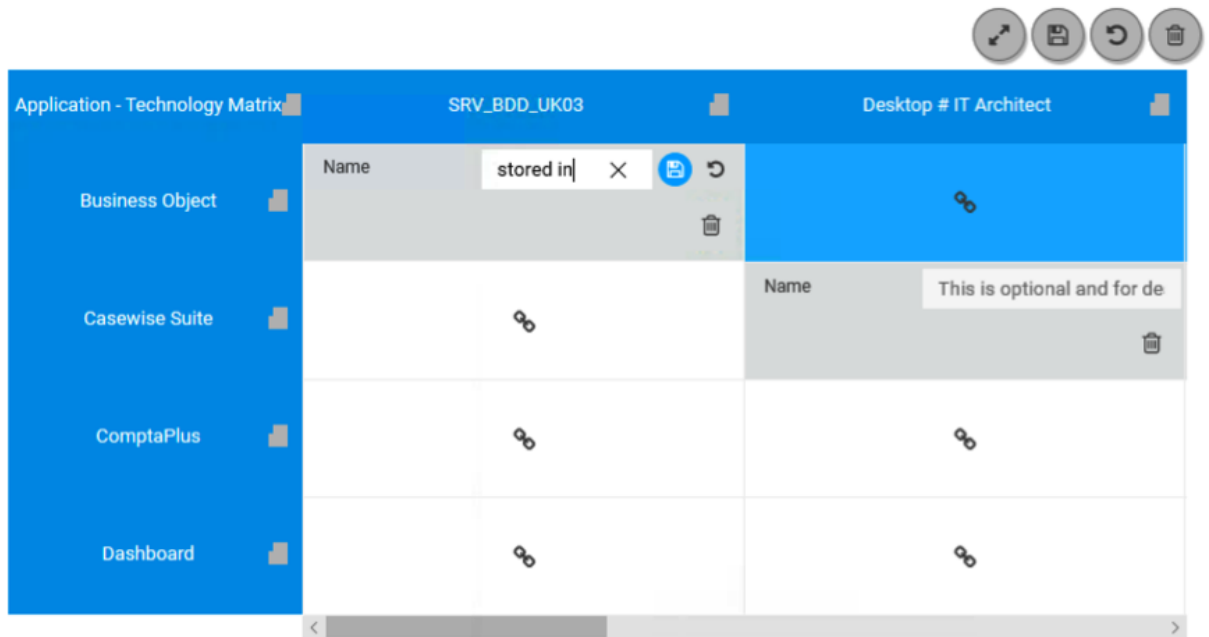 Application - Technology Matrix SRV_BDD_UK03 Desktop # IT Architect
Business Object Name stored in
Casewise Suite Name This is optional and for de
ComptaPlus
Dashboard